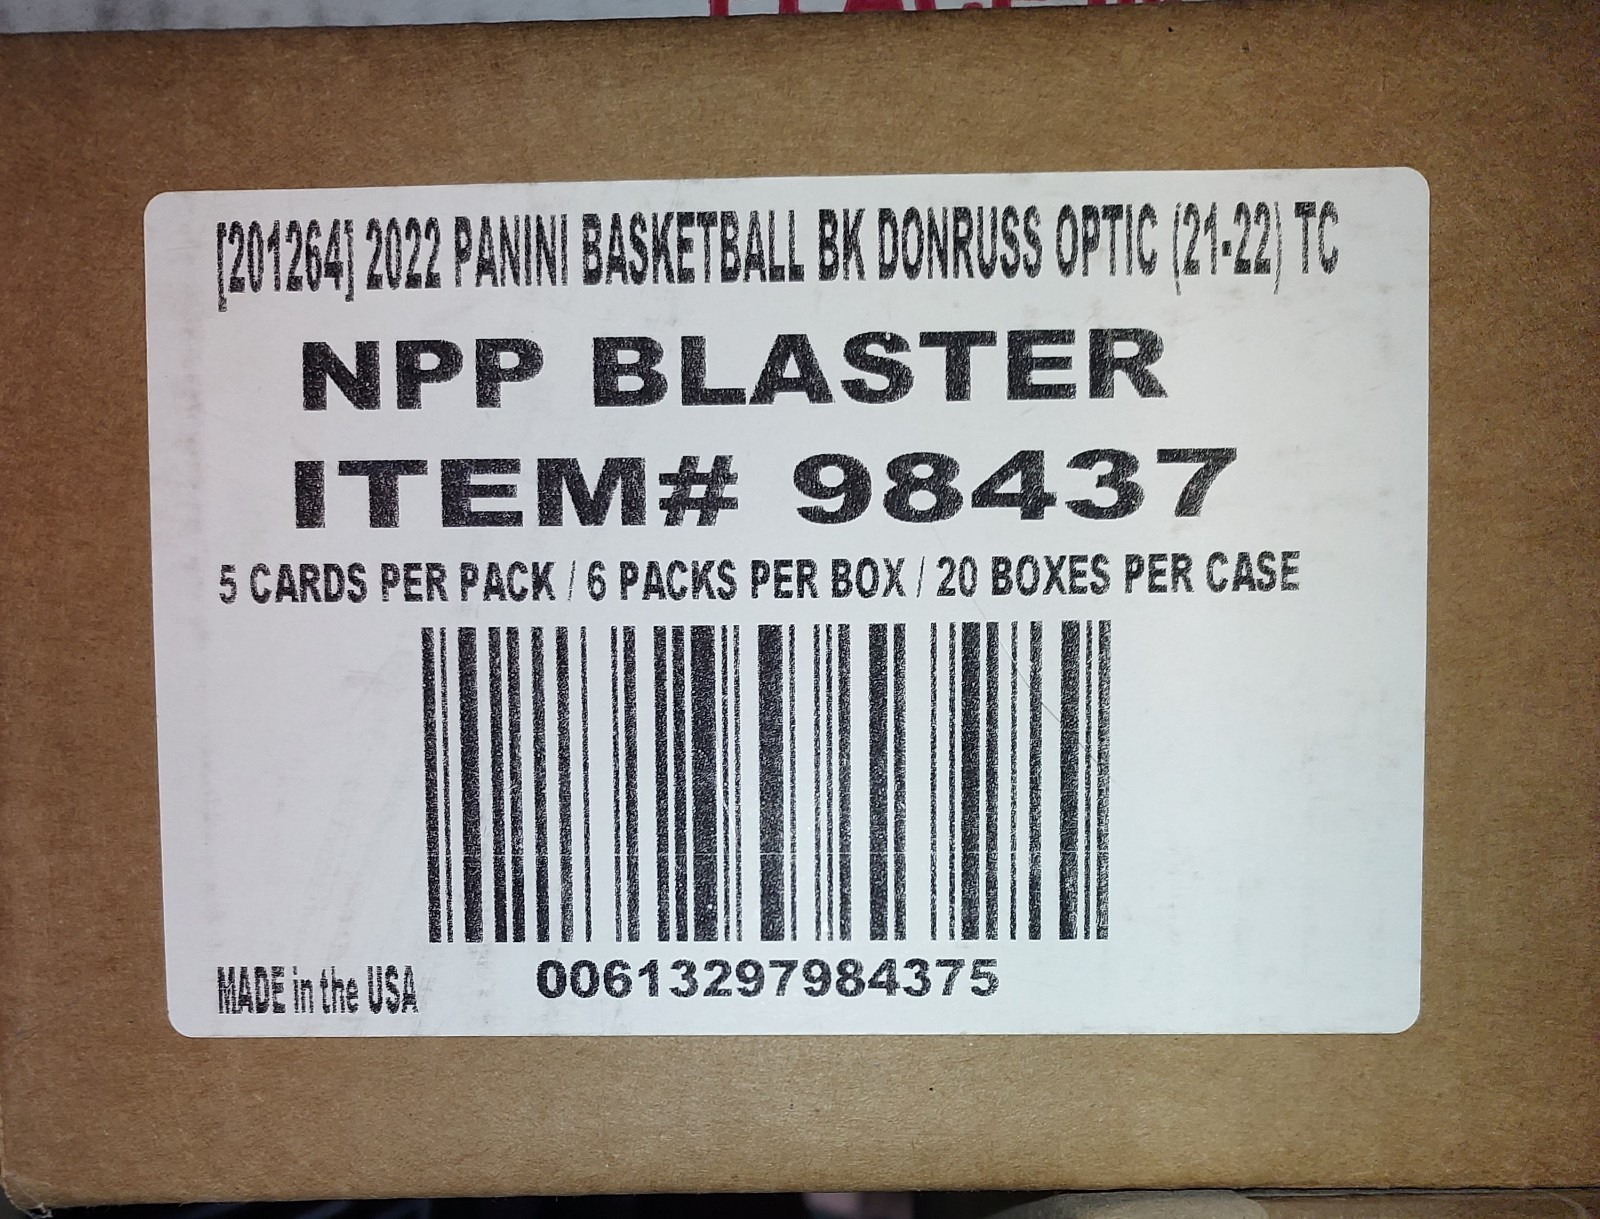 [201264] 2022 PANINI BASKETBALL BK DONRUSS OPTIC (21-22) TC
NPP BLASTER
ITEM# 98437
5 CARDS PER PACK / 6 PACKS PER BOX / 20 BOXES PER CASE
00613297984375
MADE in the USA